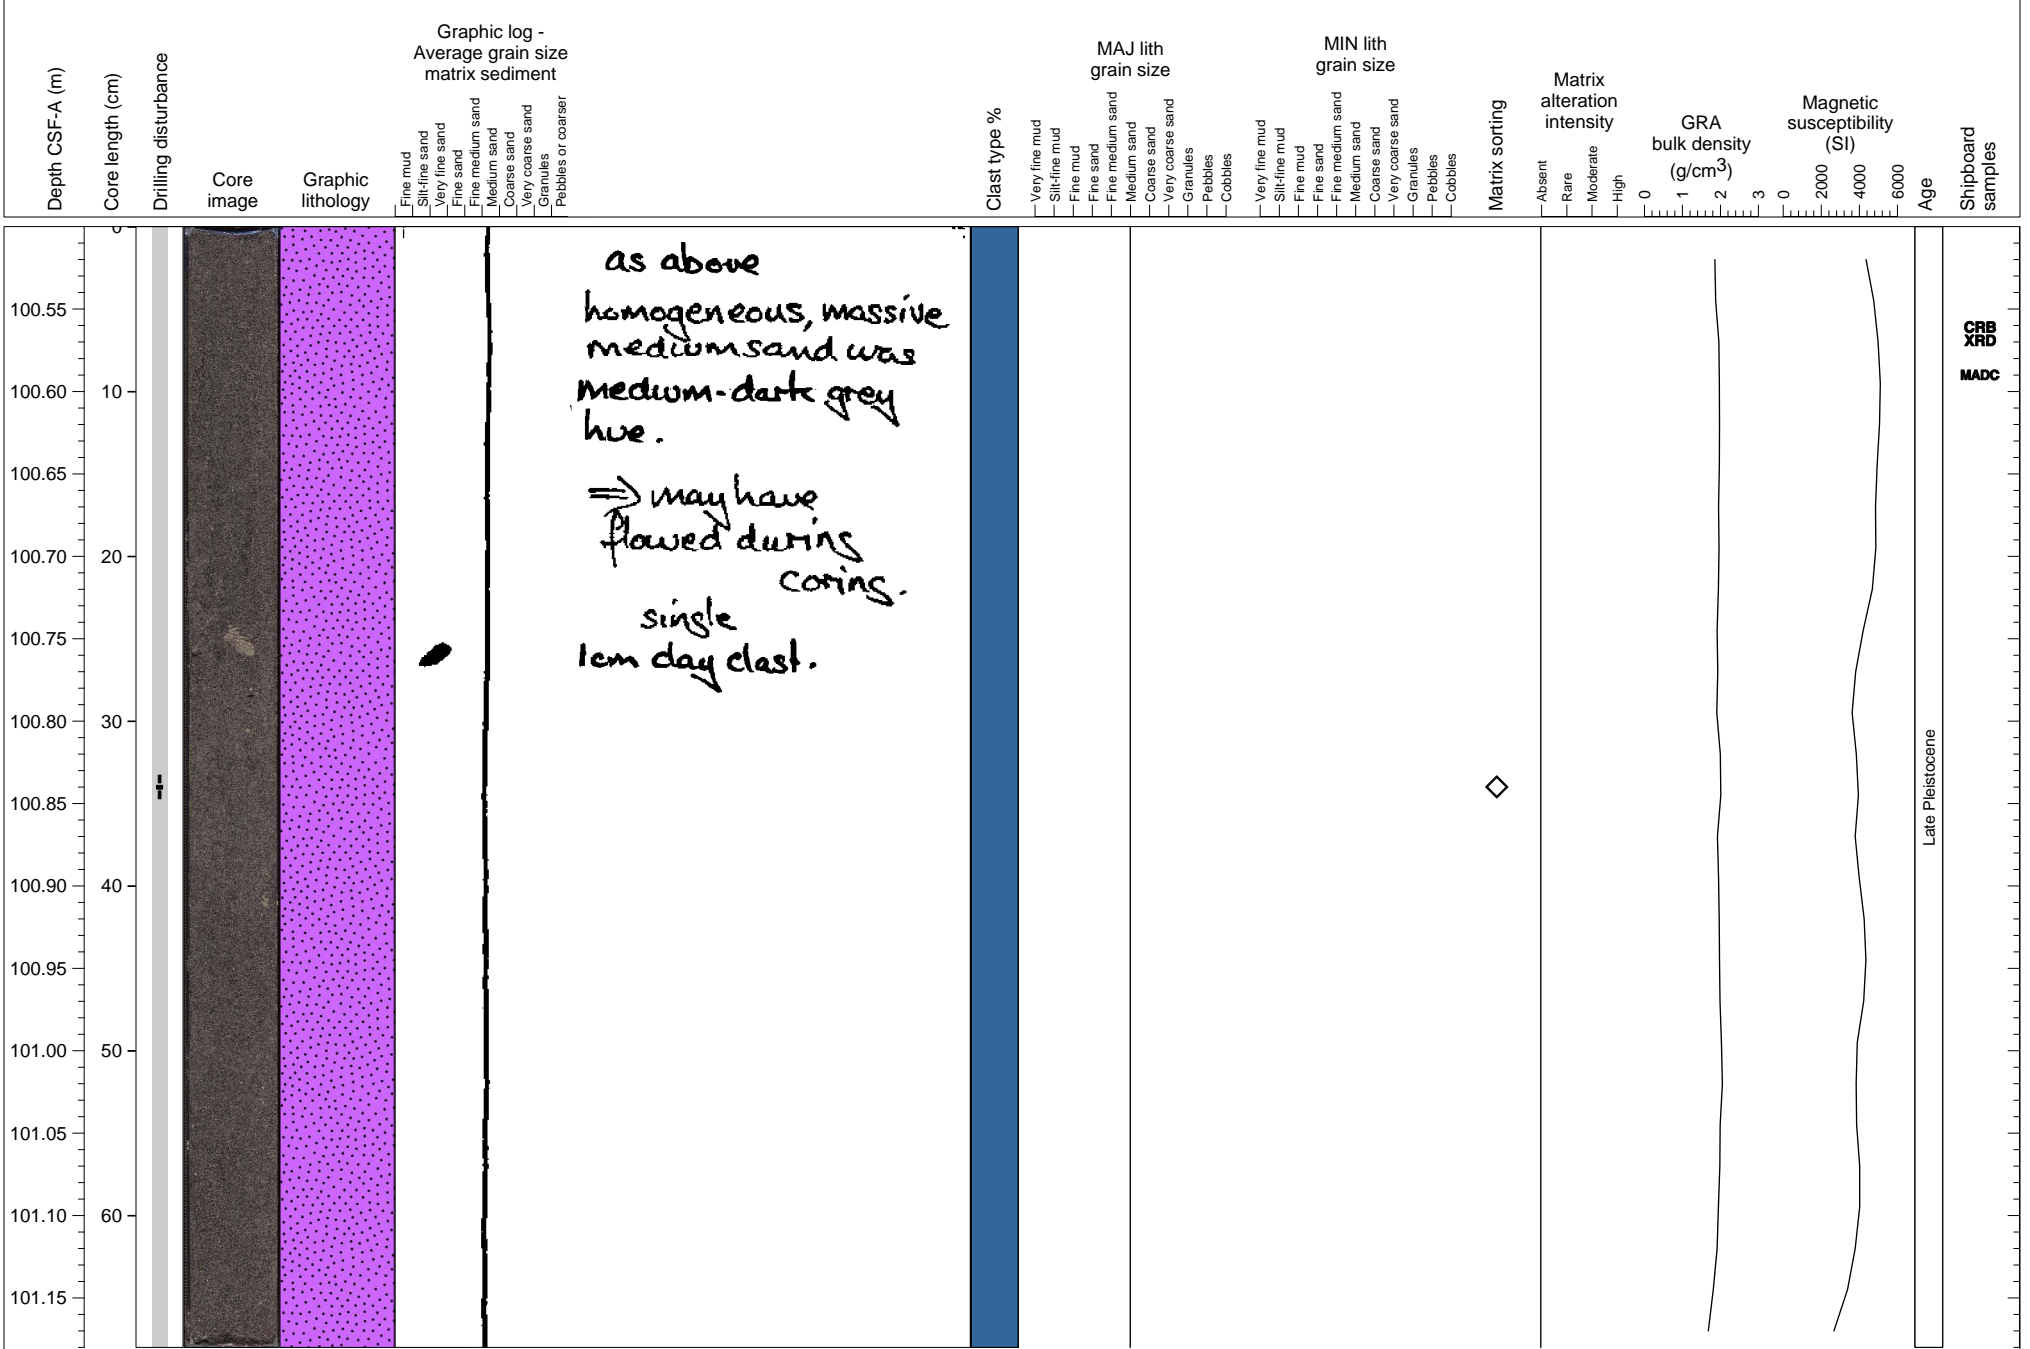 Depth CSF-A (m)
Core length (cm)
Drilling disturbance
Core
image
Graphic
lithology
Graphic log -
Average grain size
matrix sediment
Fine mud
Silt-fine sand
Very fine sand
Fine sand
Fine medium sand
Medium sand
Coarse sand
Very coarse sand
Granules
Pebbles or coarser
Clast type %
MAJ lith
grain size
Very fine mud
Silt-fine mud
Fine mud
Fine sand
Fine medium sand
Medium sand
Coarse sand
Very coarse sand
Granules
Pebbles
Cobbles
MIN lith
grain size
Very fine mud
Silt-fine mud
Fine mud
Fine sand
Fine medium sand
Medium sand
Coarse sand
Very coarse sand
Granules
Pebbles
Cobbles
Matrix sorting
Matrix
alteration
intensity
Absent
Rare
Moderate
High
GRA
bulk density
(g/cm3)
0 1 2 3
Magnetic
susceptibility
(SI)
0 2000 4000 6000
Age
Shipboard
samples
0
100.55
100.60 10
100.65
100.70 20
100.75
100.80 30
100.85
100.90 40
100.95
101.00 50
101.05
101.10 60
101.15
as above
homogeneous, massive
medium sand was
medium-dark grey
hue.
⇒ may have
flowed during
coring.
single
1cm clay clast.
Late Pleistocene
CRB
XRD
MADC